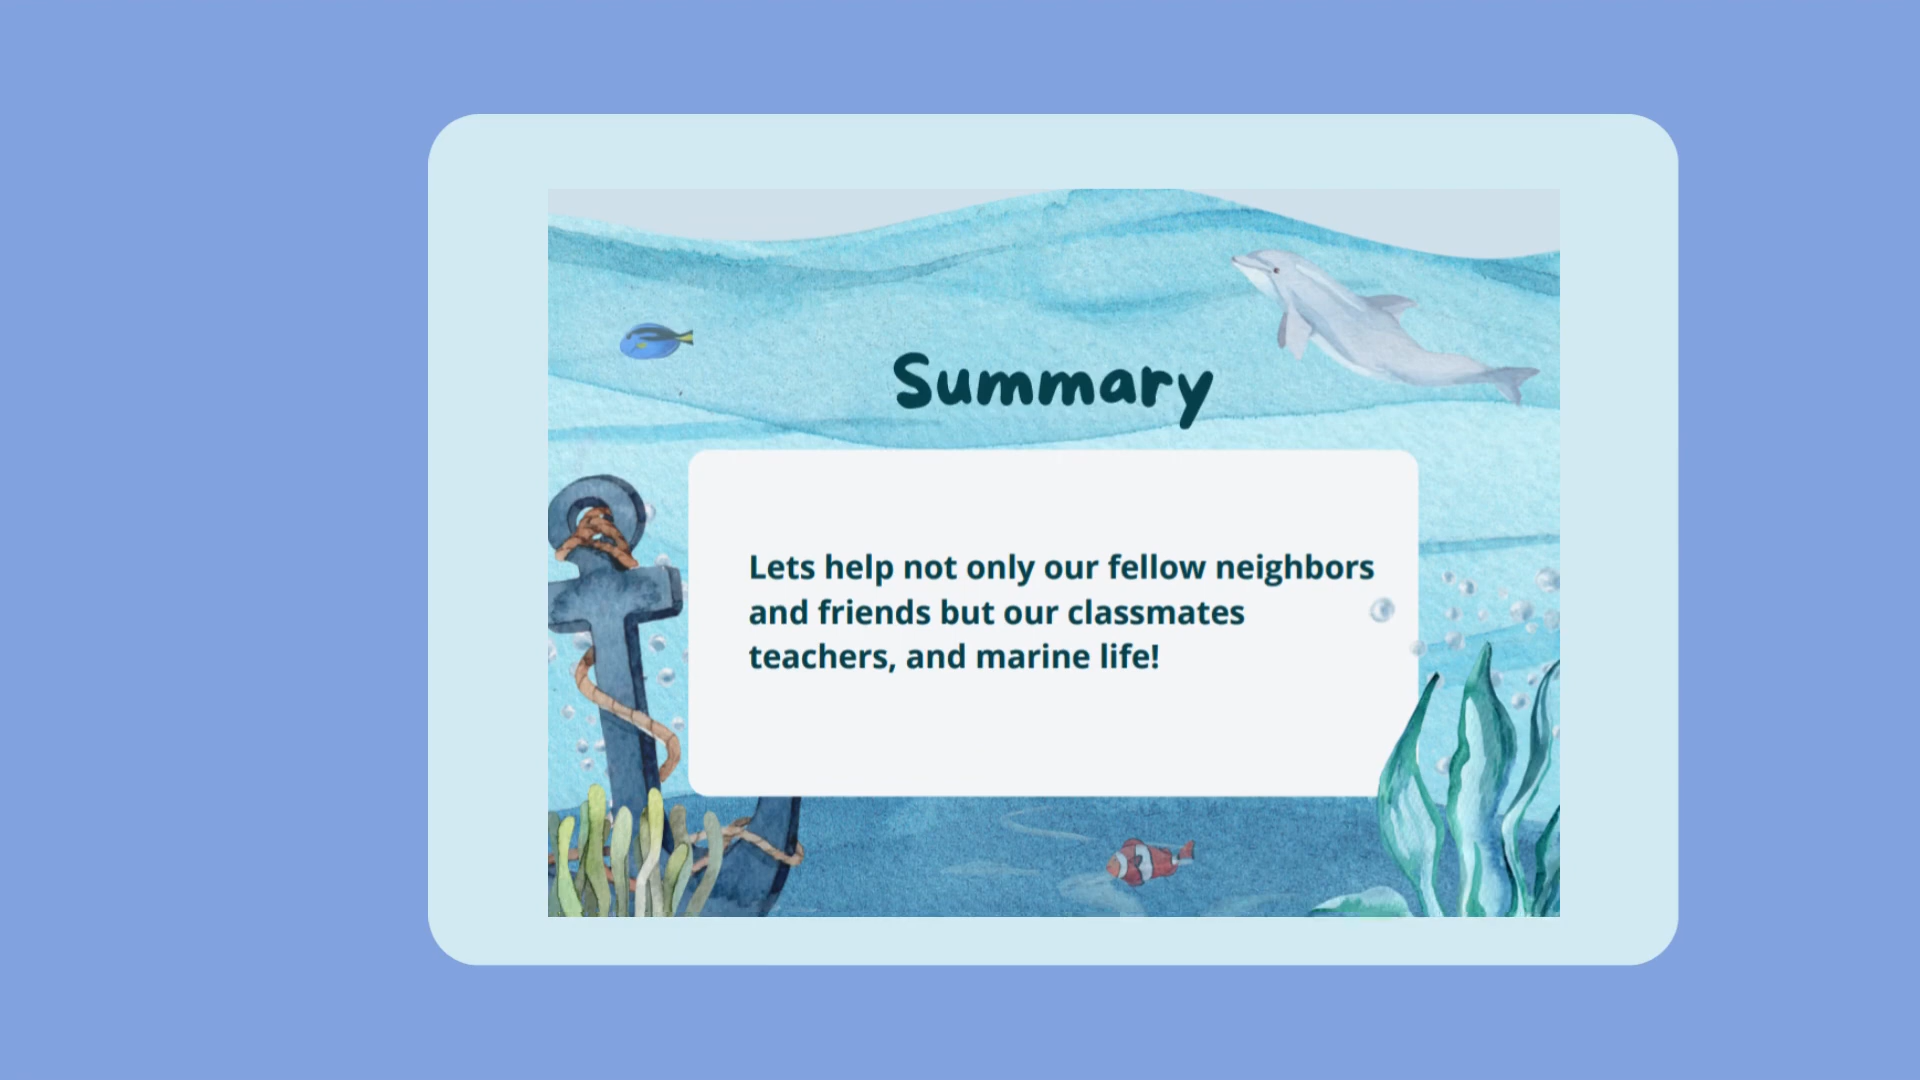 Summary
Lets help not only our fellow neighbors
and friends but our classmates
teachers, and marine life!